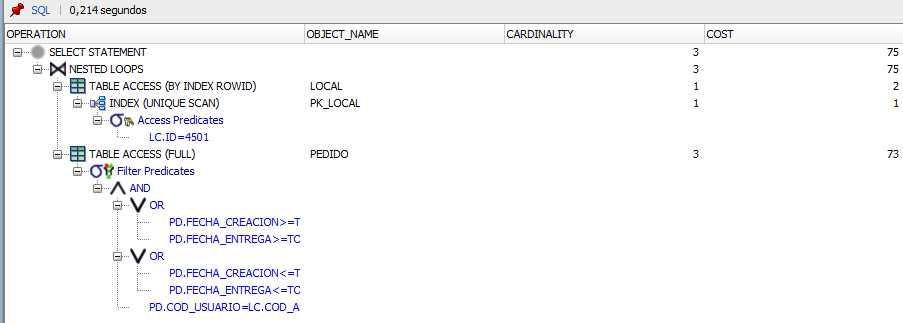 SQL | 0,214 segundos
OPERATION OBJECT_NAME CARDINALITY COST
SELECT STATEMENT 3 75
NESTED LOOPS 3 75
TABLE ACCESS (BY INDEX ROWID) LOCAL 1 2
INDEX (UNIQUE SCAN) PK_LOCAL 1 1
Access Predicates
LC.ID=4501
TABLE ACCESS (FULL) PEDIDO 3 73
Filter Predicates
AND
OR
PD.FECHA_CREACION>=T
PD.FECHA_ENTREGA>=TO
OR
PD.FECHA_CREACION<=T
PD.FECHA_ENTREGA<=TO
PD.COD_USUARIO=LC.COD_A